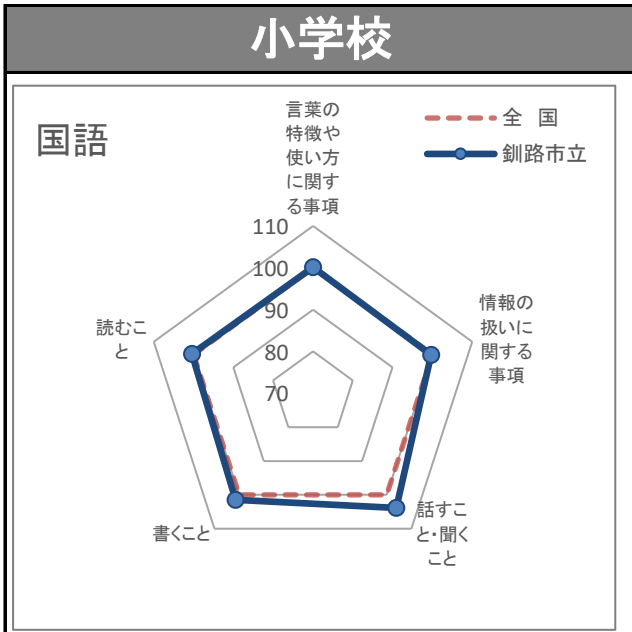 小学校
国語
言葉の
特徴や
使い方
に関す
る事項
全 国
釧路市立
110
100
90
80
70
情報の
扱いに
関する
事項
読むこ
と
書くこと
話すこ
と・聞く
こと